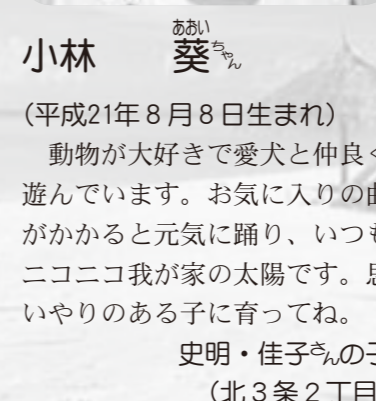 あおい
小林　葵ちゃん
(平成21年8月8日生まれ)
動物が大好きで愛犬と仲良く
遊んでいます。お気に入りの曲
がかかると元気に踊り、いつも
ニコニコ我が家の太陽です。思
いやりのある子に育ってね。
史明・佳子さんの子
(北3条2丁目